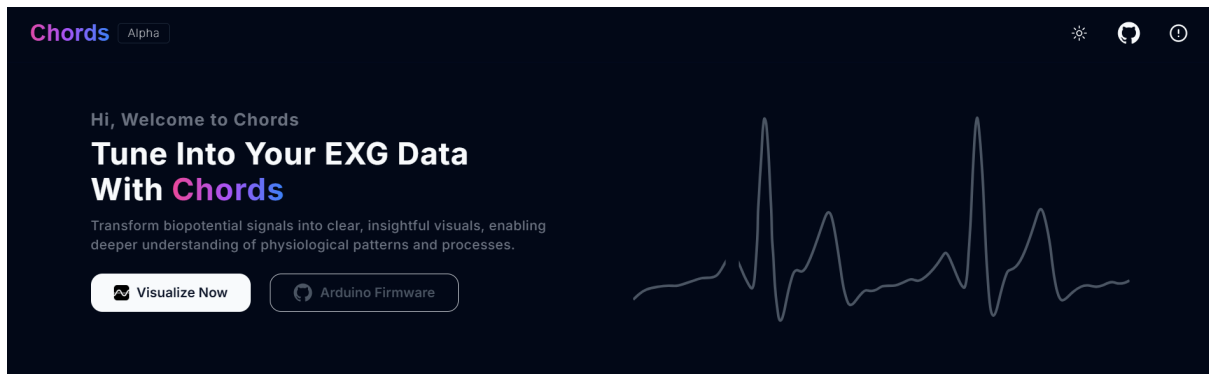 Chords Alpha
Hi, Welcome to Chords
Tune Into Your EXG Data
With Chords
Transform biopotential signals into clear, insightful visuals, enabling
deeper understanding of physiological patterns and processes.
Visualize Now Arduino Firmware